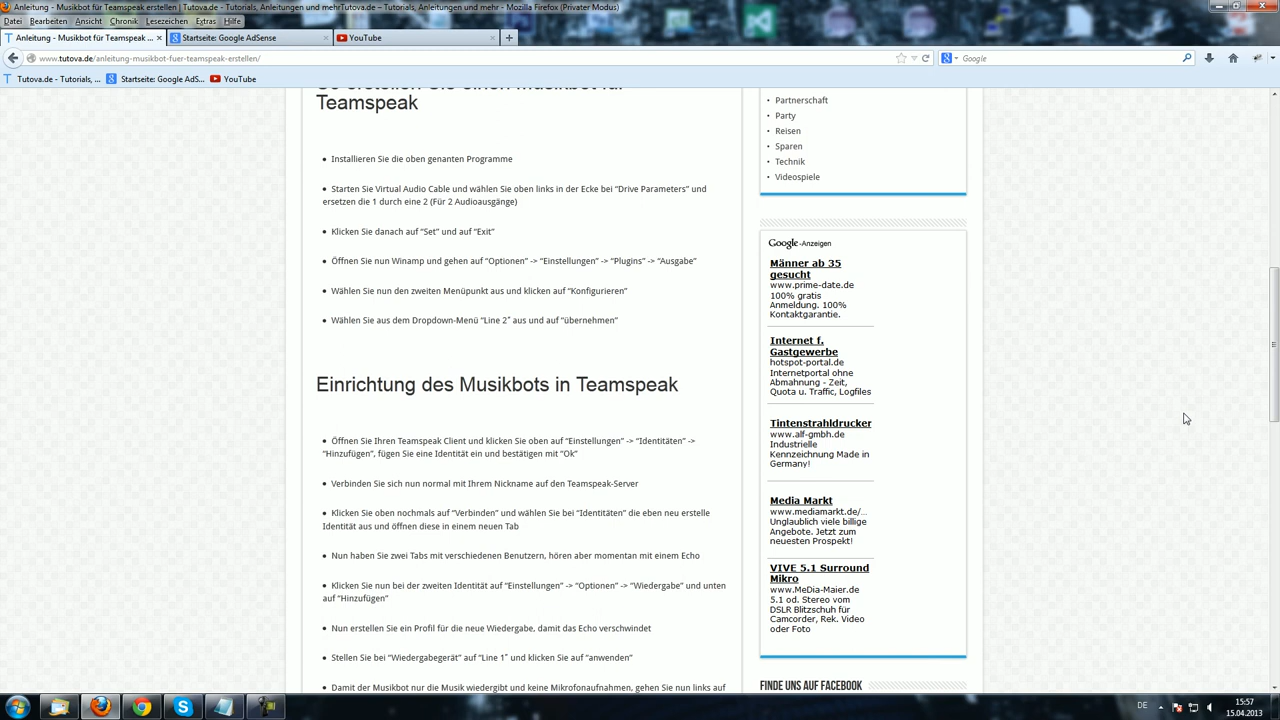 Anleitung - Musikbot für Teamspeak erstellen | Tutova.de - Tutorials, Anleitungen und mehrTutova.de – Tutorials, Anleitungen und mehr - Mozilla Firefox (Privater Modus)
Datei Bearbeiten Ansicht Chronik Lesezeichen Extras Hilfe
Anleitung - Musikbot für Teamspeak ... Startseite: Google AdSense YouTube
www.tutova.de/anleitung-musikbot-fuer-teamspeak-erstellen/ Google
Tutova.de - Tutorials, ... Startseite: Google AdS... YouTube
So erstellen Sie einen Musikbot für
Teamspeak
• Installieren Sie die oben genanten Programme
• Starten Sie Virtual Audio Cable und wählen Sie oben links in der Ecke bei “Drive Parameters” und
ersetzen die 1 durch eine 2 (Für 2 Audioausgänge)
• Klicken Sie danach auf “Set” und auf “Exit”
• Öffnen Sie nun Winamp und gehen auf “Optionen” -> “Einstellungen” -> “Plugins” -> “Ausgabe”
• Wählen Sie nun den zweiten Menüpunkt aus und klicken auf “Konfigurieren”
• Wählen Sie aus dem Dropdown-Menü “Line 2″ aus und auf “übernehmen”
Einrichtung des Musikbots in Teamspeak
• Öffnen Sie Ihren Teamspeak Client und klicken Sie oben auf “Einstellungen” -> “Identitäten” ->
“Hinzufügen”, fügen Sie eine Identität ein und bestätigen mit “Ok”
• Verbinden Sie sich nun normal mit Ihrem Nickname auf den Teamspeak-Server
• Klicken Sie oben nochmals auf “Verbinden” und wählen Sie bei “Identitäten” die eben neu erstelle
Identität aus und öffnen diese in einem neuen Tab
• Nun haben Sie zwei Tabs mit verschiedenen Benutzern, hören aber momentan mit einem Echo
• Klicken Sie nun bei der zweiten Identität auf “Einstellungen” -> “Optionen” -> “Wiedergabe” und unten
auf “Hinzufügen”
• Nun erstellen Sie ein Profil für die neue Wiedergabe, damit das Echo verschwindet
• Stellen Sie bei “Wiedergabegerät” auf “Line 1″ und klicken Sie auf “anwenden”
• Damit der Musikbot nur die Musik wiedergibt und keine Mikrofonaufnahmen, gehen Sie nun links auf
• Partnerschaft
• Party
• Reisen
• Sparen
• Technik
• Videospiele
Google-Anzeigen
Männer ab 35
gesucht
www.prime-date.de
100% gratis
Anmeldung. 100%
Kontaktgarantie.
Internet f.
Gastgewerbe
hotspot-portal.de
Internetportal ohne
Abmahnung - Zeit,
Quota u. Traffic, Logfiles
Tintenstrahldrucker
www.alf-gmbh.de
Industrielle
Kennzeichnung Made in
Germany!
Media Markt
www.mediamarkt.de/...
Unglaublich viele billige
Angebote. Jetzt zum
neuesten Prospekt!
VIVE 5.1 Surround
Mikro
www.MeDia-Maier.de
5.1 od. Stereo vom
DSLR Blitzschuh für
Camcorder, Rek. Video
oder Foto
FINDE UNS AUF FACEBOOK
DE
15:57
15.04.2013